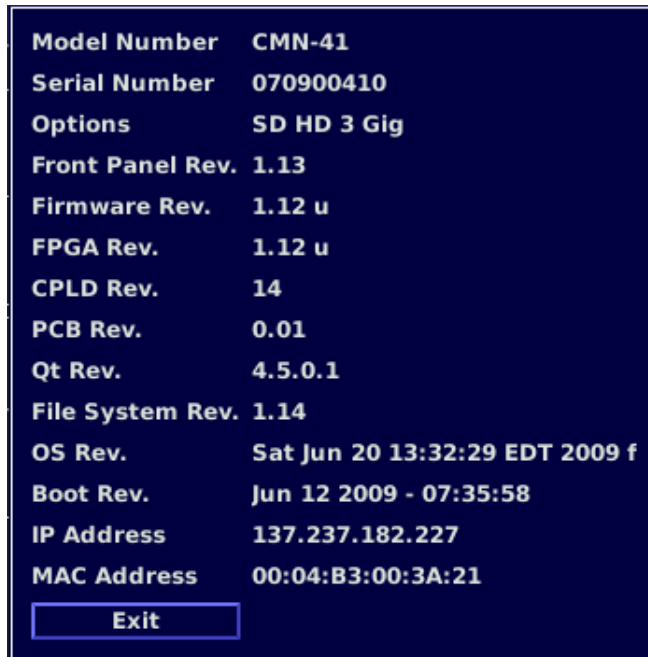 Model Number CMN-41
Serial Number 070900410
Options SD HD 3 Gig
Front Panel Rev. 1.13
Firmware Rev. 1.12 u
FPGA Rev. 1.12 u
CPLD Rev. 14
PCB Rev. 0.01
Qt Rev. 4.5.0.1
File System Rev. 1.14
OS Rev. Sat Jun 20 13:32:29 EDT 2009 f
Boot Rev. Jun 12 2009 - 07:35:58
IP Address 137.237.182.227
MAC Address 00:04:B3:00:3A:21
Exit